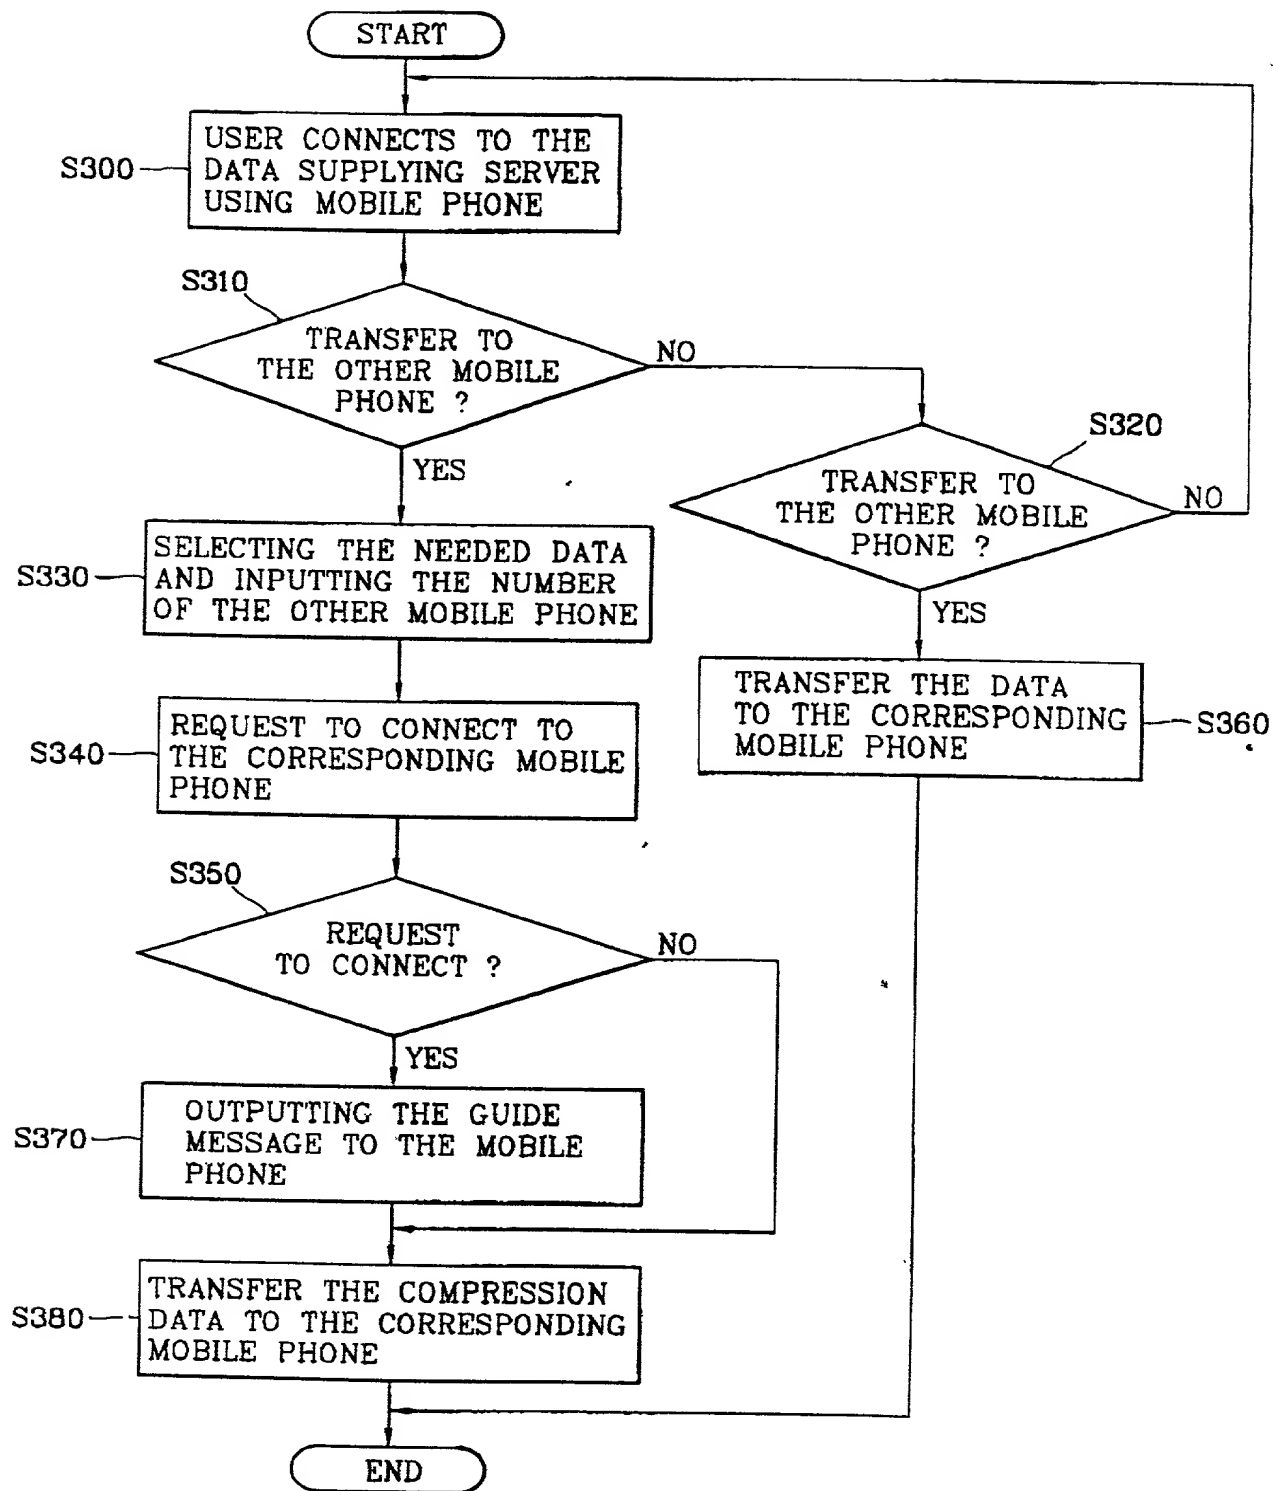 START
S300
USER CONNECTS TO THE
DATA SUPPLYING SERVER
USING MOBILE PHONE
S310
TRANSFER TO
THE OTHER MOBILE
PHONE ?
NO
YES
S320
TRANSFER TO
THE OTHER MOBILE
PHONE ?
NO
YES
S330
SELECTING THE NEEDED DATA
AND INPUTTING THE NUMBER
OF THE OTHER MOBILE PHONE
TRANSFER THE DATA
TO THE CORRESPONDING
MOBILE PHONE
S360
S340
REQUEST TO CONNECT TO
THE CORRESPONDING MOBILE
PHONE
S350
REQUEST
TO CONNECT ?
NO
YES
S370
OUTPUTTING THE GUIDE
MESSAGE TO THE MOBILE
PHONE
S380
TRANSFER THE COMPRESSION
DATA TO THE CORRESPONDING
MOBILE PHONE
END